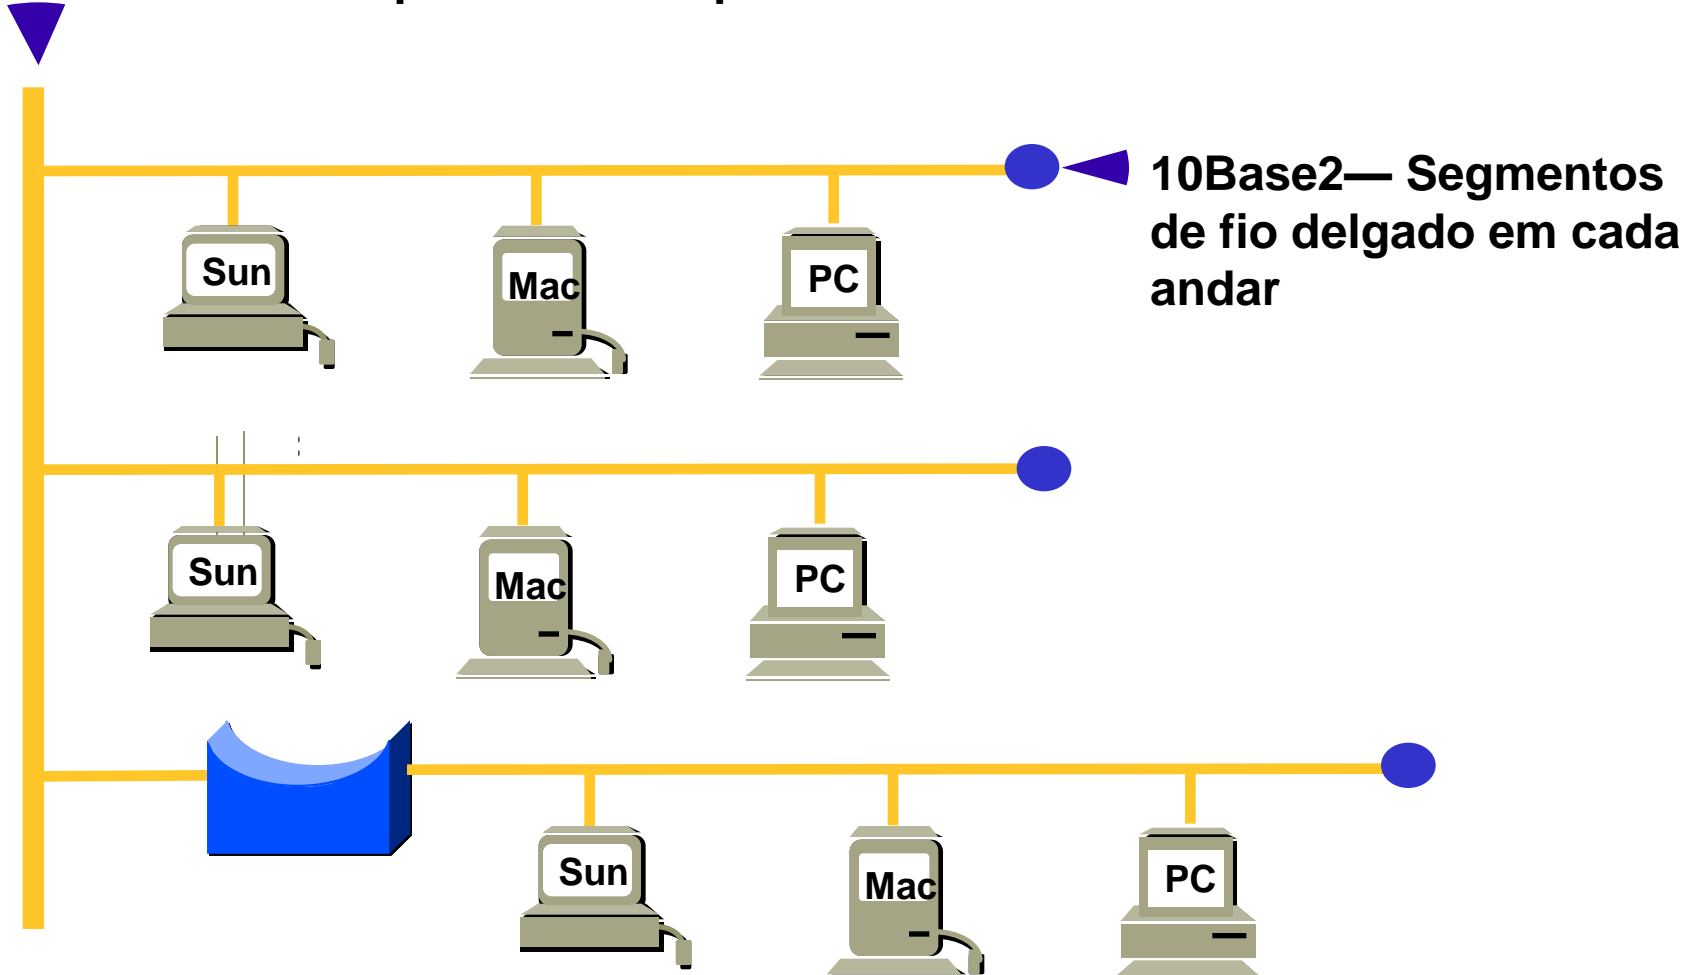 10Base2— Segmentos
de fio delgado em cada
andar
Sun
Mac
PC
Sun
Mac
PC
Sun
Mac
PC